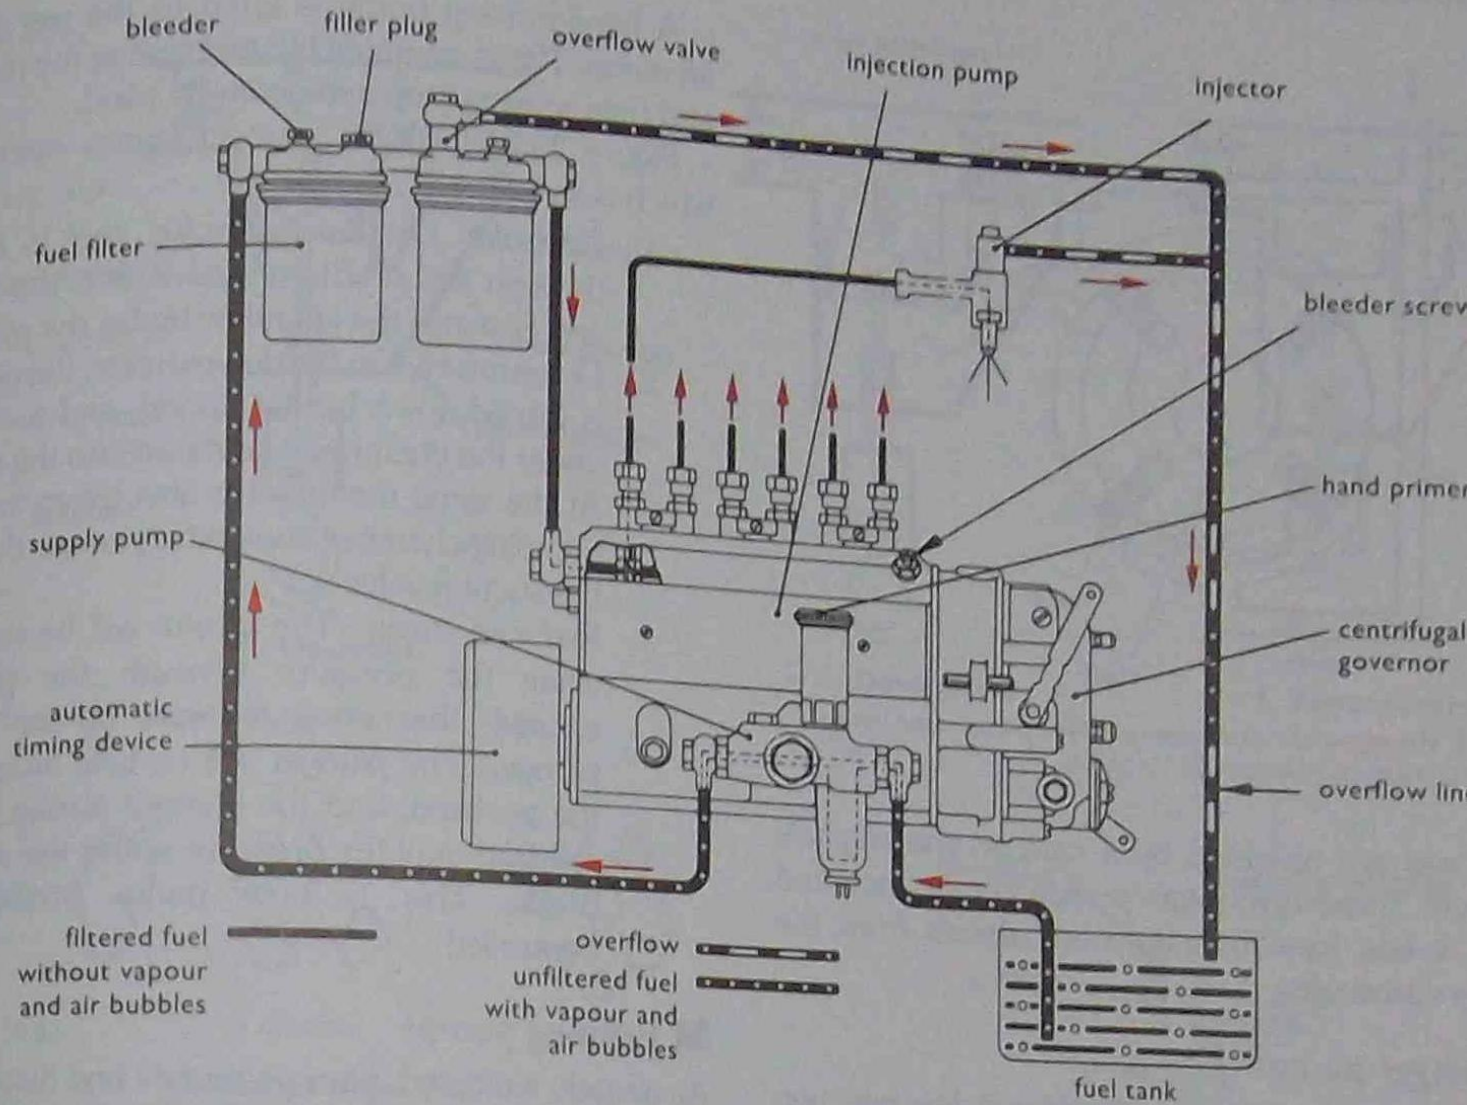 bleeder
filler plug
overflow valve
injection pump
injector
fuel filter
bleeder screw
hand primer
supply pump
centrifugal
governor
automatic
timing device
overflow line
filtered fuel
without vapour
and air bubbles
overflow
unfiltered fuel
with vapour and
air bubbles
fuel tank